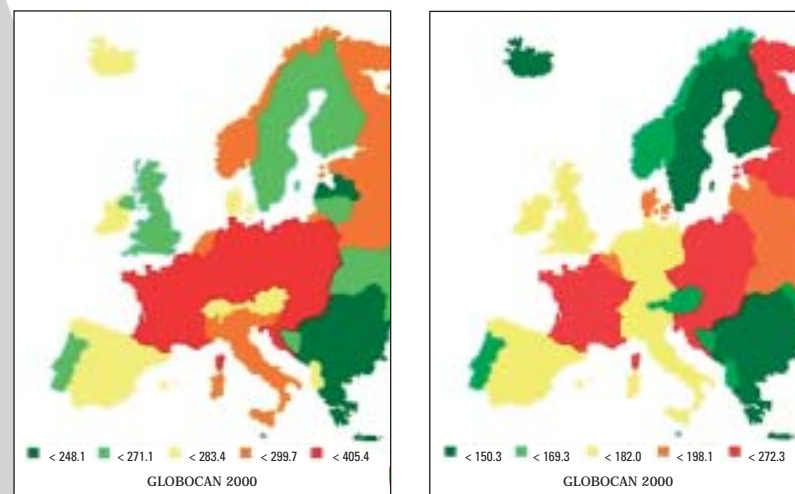 < 248.1 < 271.1 < 283.4 < 299.7 < 405.4
GLOBOCAN 2000
< 150.3 < 169.3 < 182.0 < 198.1 < 272.3
GLOBOCAN 2000